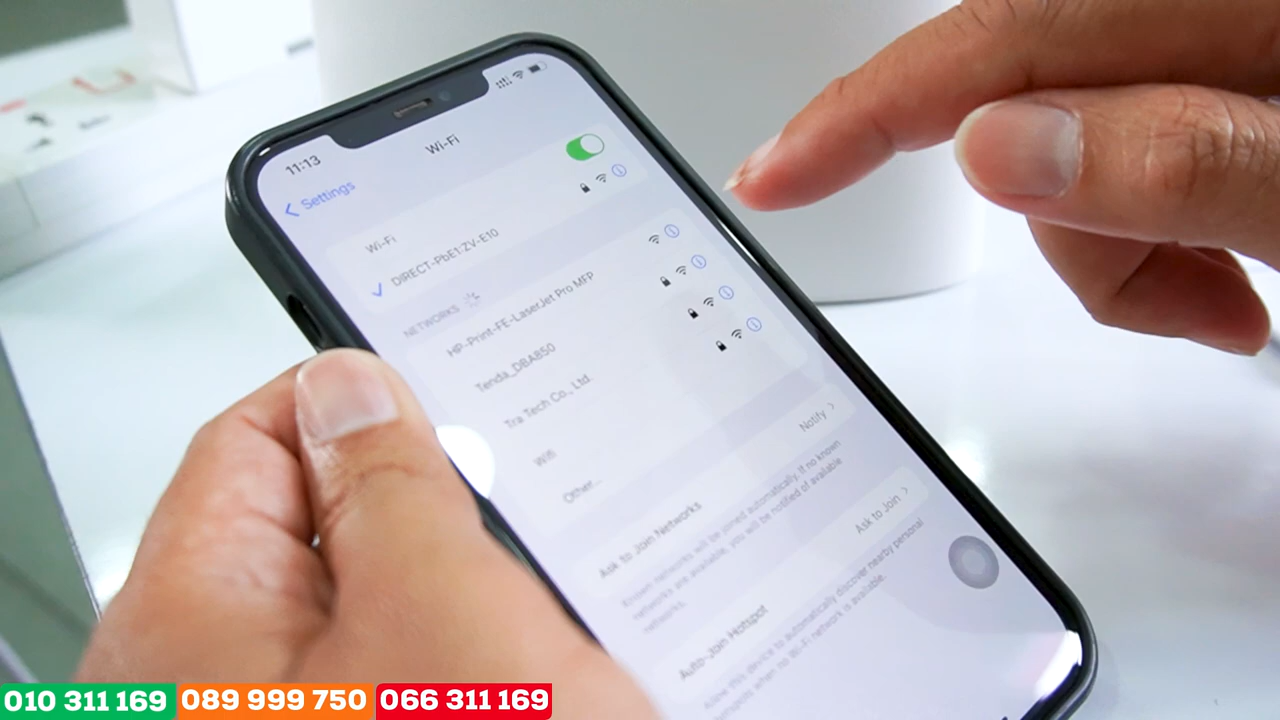 11:13
Wi-Fi
Settings
Wi-Fi
DIRECT-PbE1:ZV-E10
NETWORKS
HP-Print-FE-LaserJet Pro MFP
Tenda_DBA850
Tra Tech Co., Ltd.
Wifi
Other...
Ask to Join Networks
Notify
Known networks will be joined automatically. If no known
networks are available, you will be notified of available
networks.
Auto-Join Hotspot
Ask to Join
Allow this device to automatically discover nearby personal
hotspots when no Wi-Fi network is available.
010 311 169
089 999 750
066 311 169